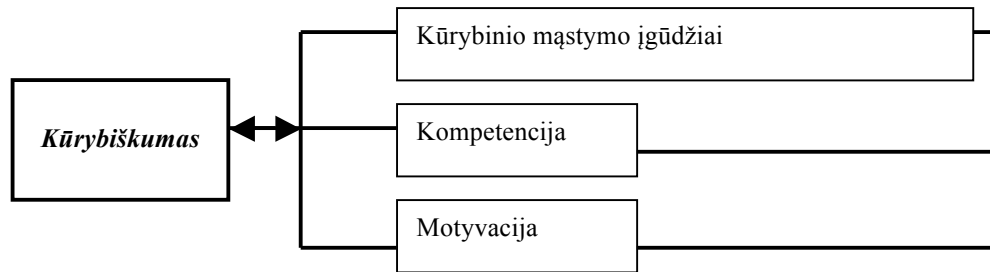 Kūrybinio mąstymo įgūdžiai
Kūrybiškumas
Kompetencija
Motyvacija